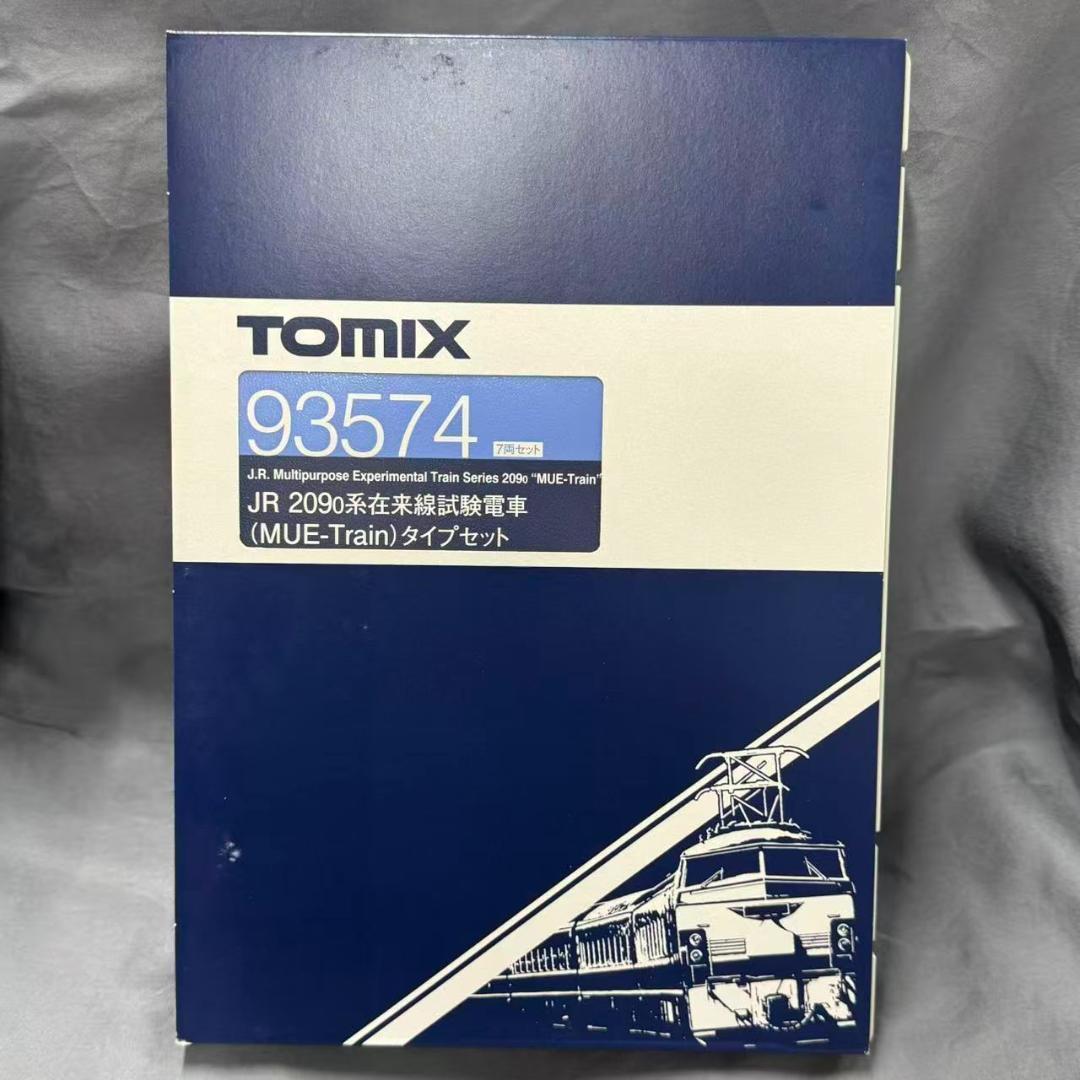 TOMIX
93574 7両セット
J.R. Multipurpose Experimental Train Series 209₀ “MUE-Train”
JR 209₀系在来線試験電車
(MUE-Train)タイプセット